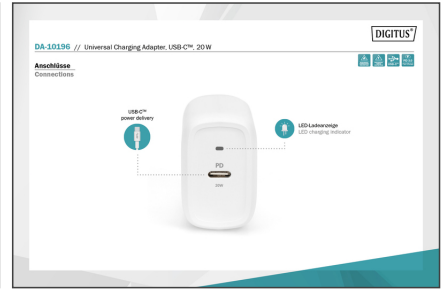 DIGITUS®
DA-10196 // Universal Charging Adapter, USB-C™, 20 W
Anschlüsse
Connections
USB-C™
power delivery
LED-Ladeanzeige
LED charging indicator
PD
20W